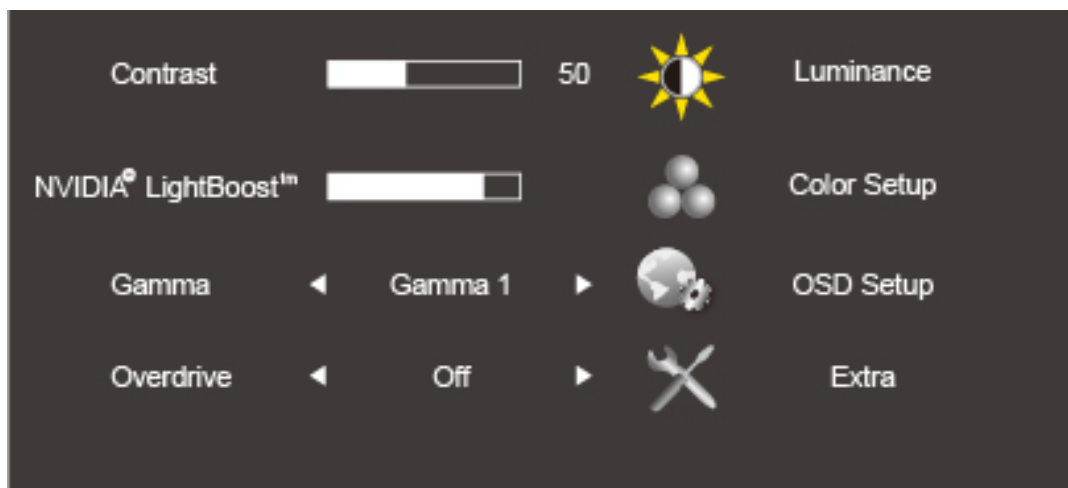 Contrast 50 Luminance
NVIDIA® LightBoost™ Color Setup
Gamma Gamma 1 OSD Setup
Overdrive Off Extra